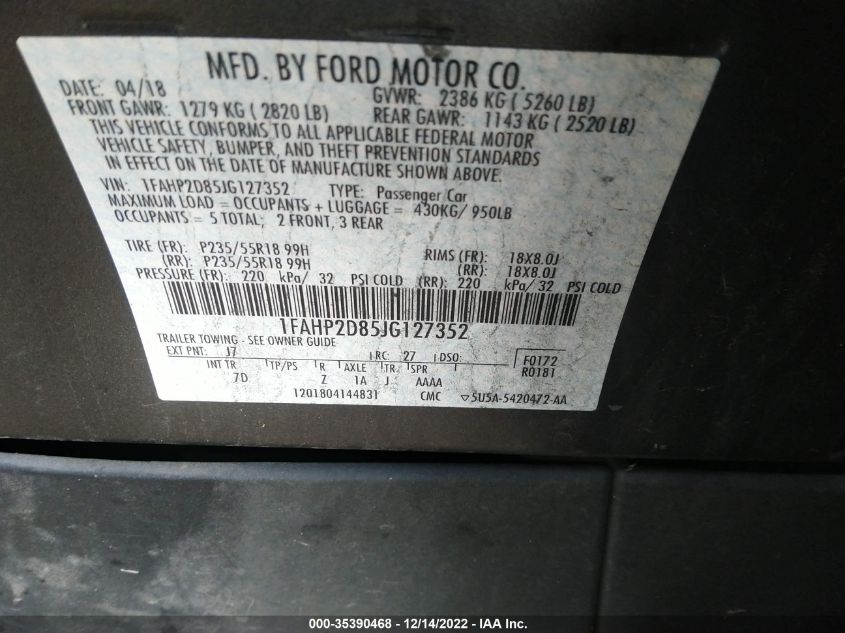 MFD. BY FORD MOTOR CO.
DATE: 04/18 GVWR: 2386 KG ( 5260 LB)
FRONT GAWR: 1279 KG ( 2820 LB) REAR GAWR: 1143 KG ( 2520 LB)
THIS VEHICLE CONFORMS TO ALL APPLICABLE FEDERAL MOTOR
VEHICLE SAFETY, BUMPER, AND THEFT PREVENTION STANDARDS
IN EFFECT ON THE DATE OF MANUFACTURE SHOWN ABOVE.
VIN: 1FAHP2D85JG127352 TYPE: Passenger Car
MAXIMUM LOAD = OCCUPANTS + LUGGAGE = 430KG/ 950LB
OCCUPANTS = 5 TOTAL; 2 FRONT, 3 REAR
TIRE (FR): P235/55R18 99H RIMS (FR): 18X8.0J
(RR): P235/55R18 99H (RR): 18X8.0J
PRESSURE (FR): 220 kPa/ 32 PSI COLD (RR): 220 kPa/ 32 PSI COLD
1FAHP2D85JG127352
TRAILER TOWING - SEE OWNER GUIDE
EXT PNT: J7 RC: 27 DSO: F0172
INT TR TP/PS R AXLE TR SPR R0181
7D Z 1A J AAAA
1201804144831 CMC ▽5U5A-5420472-AA
000-35390468 - 12/14/2022 - IAA Inc.